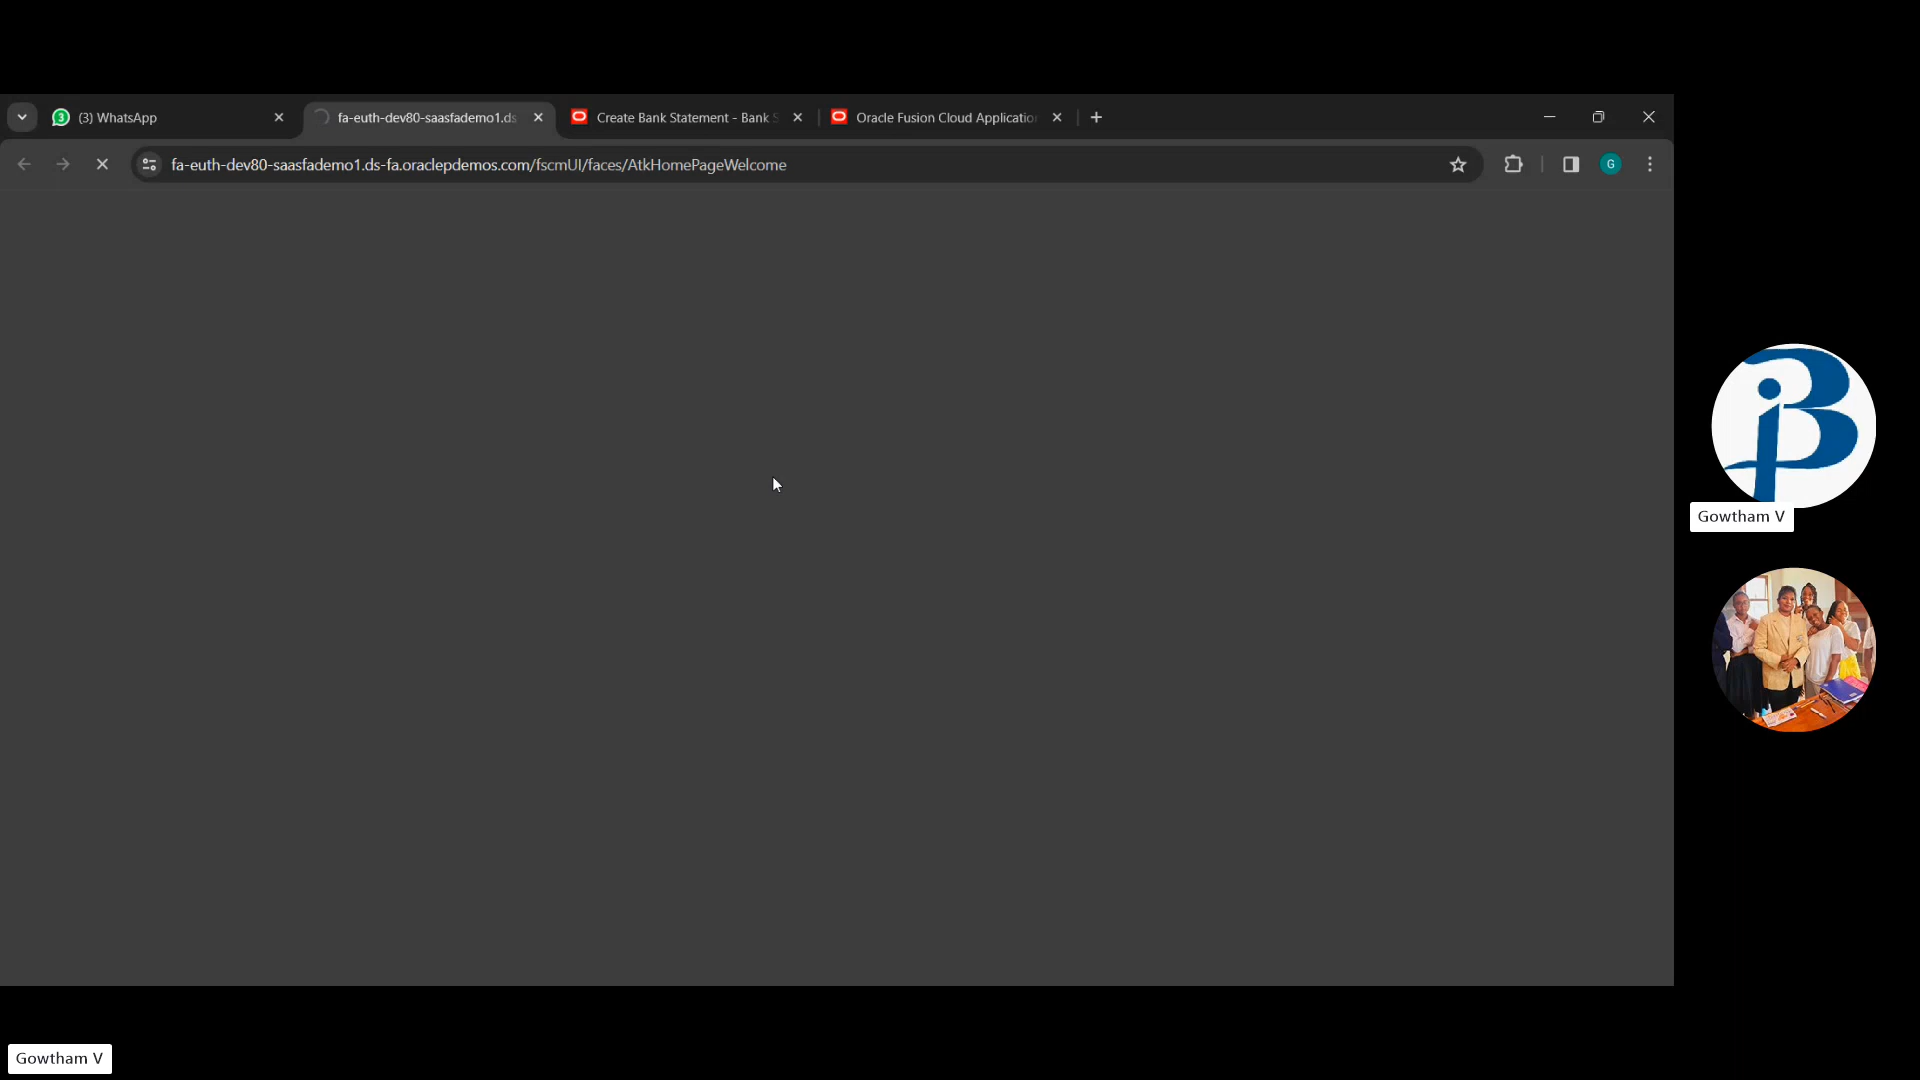 3
(3) WhatsApp
fa-euth-dev80-saasfademo1.ds
Create Bank Statement - Bank S
Oracle Fusion Cloud Applicatio
fa-euth-dev80-saasfademo1.ds-fa.oraclepdemos.com/fscmUI/faces/AtkHomePageWelcome
G
B
Gowtham V
Gowtham V